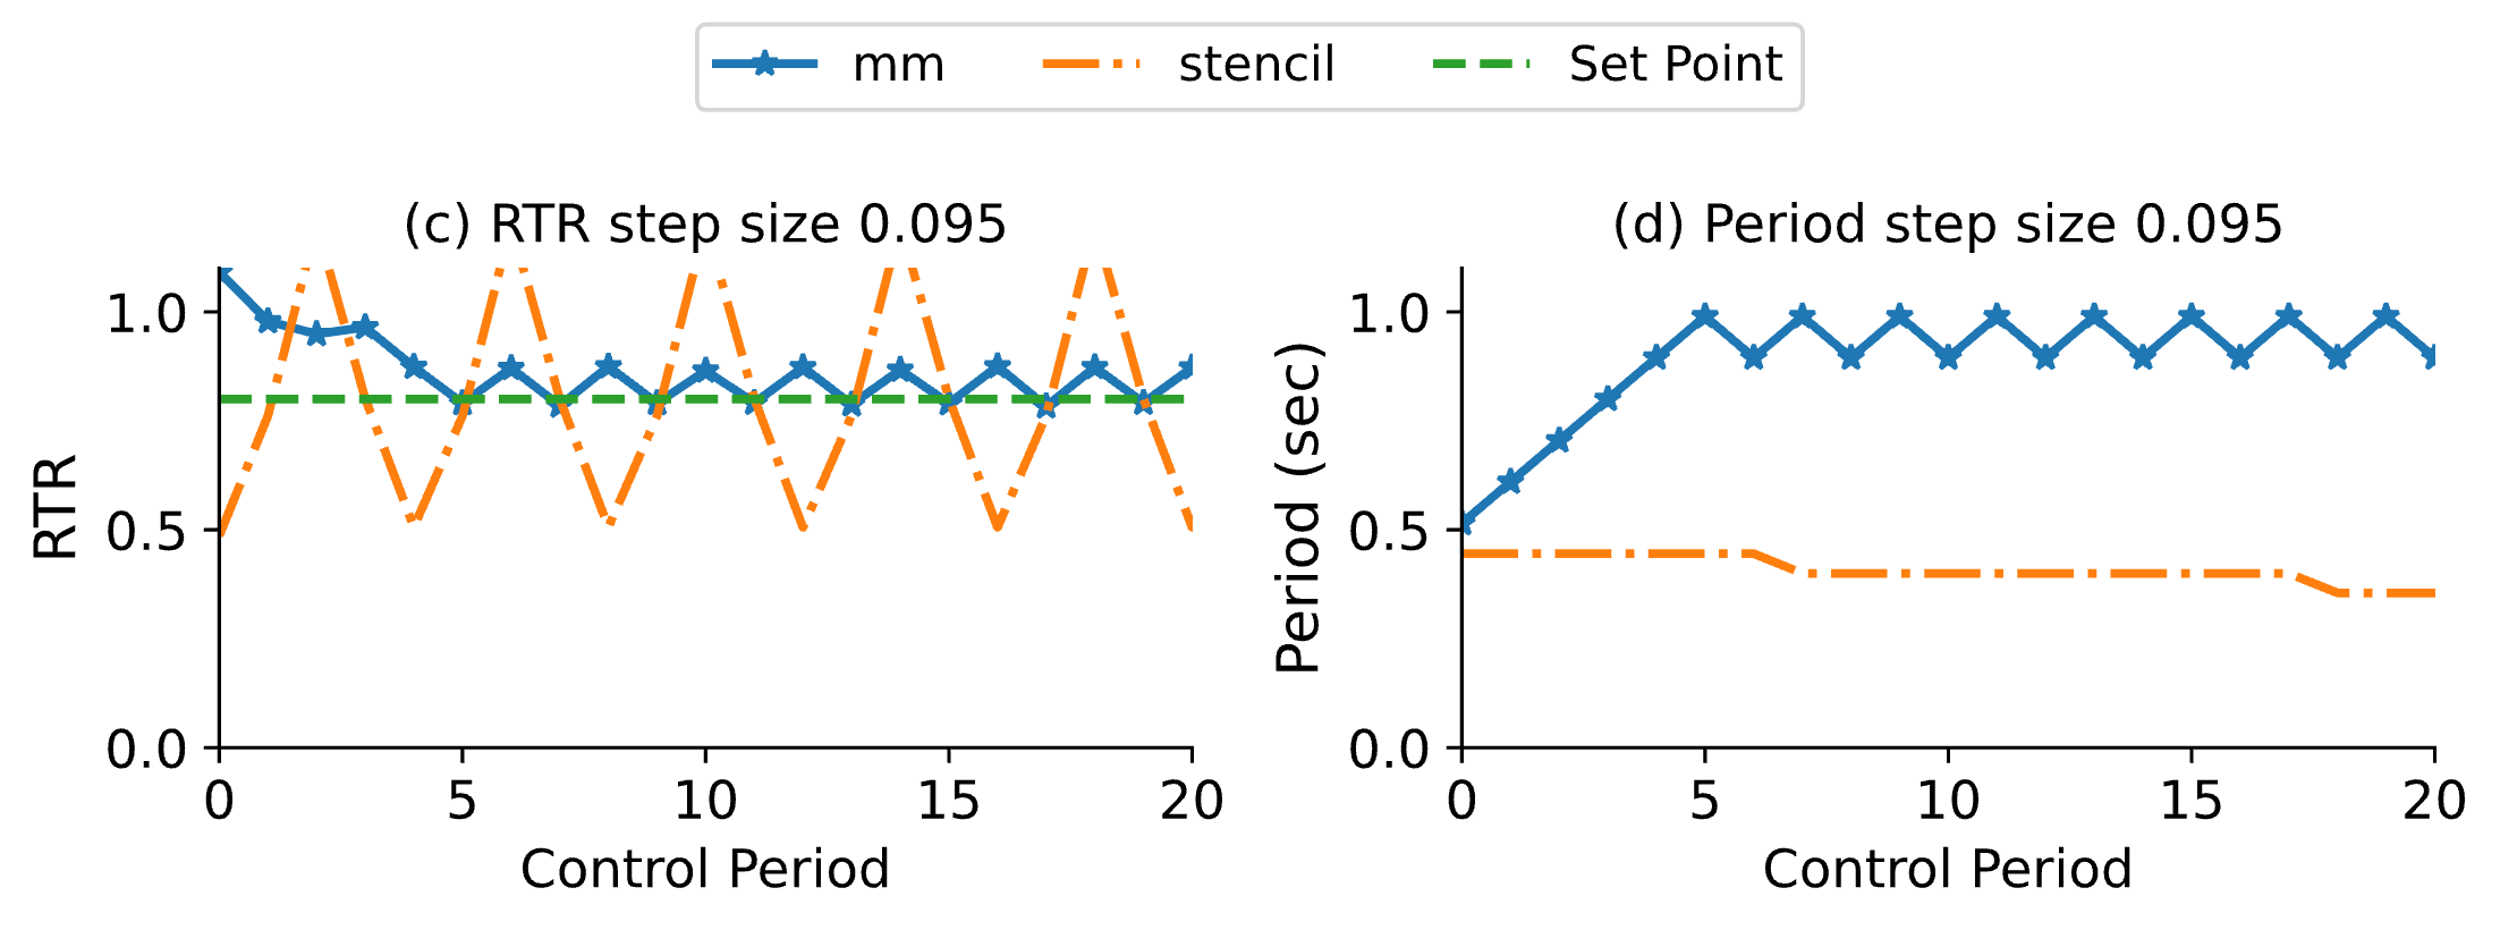 mm stencil Set Point
(c) RTR step size 0.095
RTR
1.0
0.5
0.0
0 5 10 15 20
Control Period
(d) Period step size 0.095
Period (sec)
1.0
0.5
0.0
0 5 10 15 20
Control Period